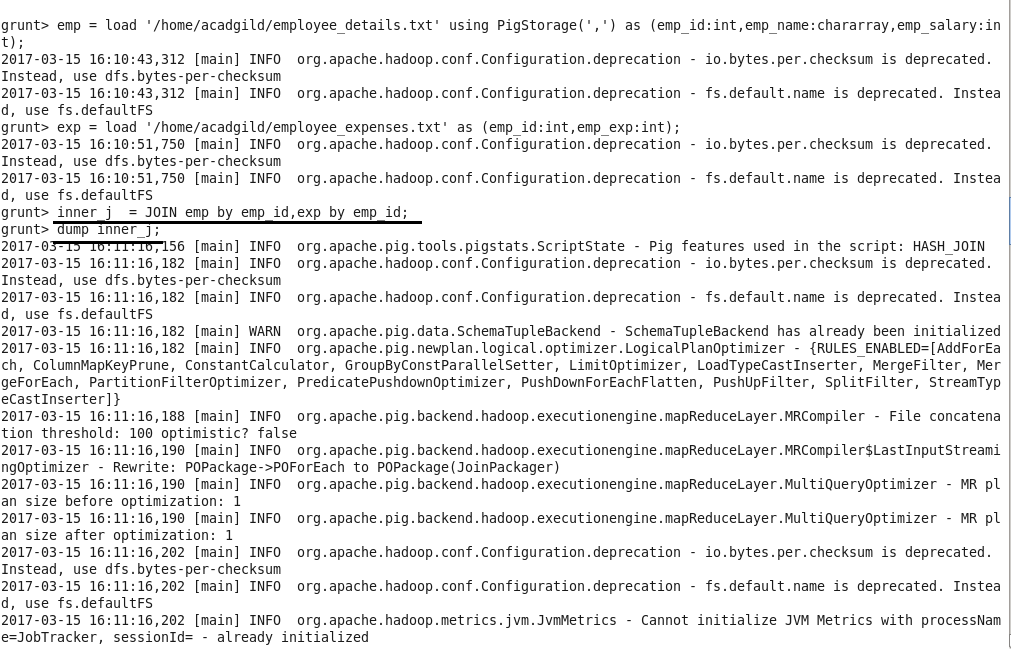 grunt> emp = load '/home/acadgild/employee_details.txt' using PigStorage(',') as (emp_id:int,emp_name:chararray,emp_salary:in
t);
2017-03-15 16:10:43,312 [main] INFO  org.apache.hadoop.conf.Configuration.deprecation - io.bytes.per.checksum is deprecated.
Instead, use dfs.bytes-per-checksum
2017-03-15 16:10:43,312 [main] INFO  org.apache.hadoop.conf.Configuration.deprecation - fs.default.name is deprecated. Instea
d, use fs.defaultFS
grunt> exp = load '/home/acadgild/employee_expenses.txt' as (emp_id:int,emp_exp:int);
2017-03-15 16:10:51,750 [main] INFO  org.apache.hadoop.conf.Configuration.deprecation - io.bytes.per.checksum is deprecated.
Instead, use dfs.bytes-per-checksum
2017-03-15 16:10:51,750 [main] INFO  org.apache.hadoop.conf.Configuration.deprecation - fs.default.name is deprecated. Instea
d, use fs.defaultFS
grunt> inner_j  = JOIN emp by emp_id,exp by emp_id;
grunt> dump inner_j;
2017-03-15 16:11:16,156 [main] INFO  org.apache.pig.tools.pigstats.ScriptState - Pig features used in the script: HASH_JOIN
2017-03-15 16:11:16,182 [main] INFO  org.apache.hadoop.conf.Configuration.deprecation - io.bytes.per.checksum is deprecated.
Instead, use dfs.bytes-per-checksum
2017-03-15 16:11:16,182 [main] INFO  org.apache.hadoop.conf.Configuration.deprecation - fs.default.name is deprecated. Instea
d, use fs.defaultFS
2017-03-15 16:11:16,182 [main] WARN  org.apache.pig.data.SchemaTupleBackend - SchemaTupleBackend has already been initialized
2017-03-15 16:11:16,182 [main] INFO  org.apache.pig.newplan.logical.optimizer.LogicalPlanOptimizer - {RULES_ENABLED=[AddForEa
ch, ColumnMapKeyPrune, ConstantCalculator, GroupByConstParallelSetter, LimitOptimizer, LoadTypeCastInserter, MergeFilter, Mer
geForEach, PartitionFilterOptimizer, PredicatePushdownOptimizer, PushDownForEachFlatten, PushUpFilter, SplitFilter, StreamTyp
eCastInserter]}
2017-03-15 16:11:16,188 [main] INFO  org.apache.pig.backend.hadoop.executionengine.mapReduceLayer.MRCompiler - File concatena
tion threshold: 100 optimistic? false
2017-03-15 16:11:16,190 [main] INFO  org.apache.pig.backend.hadoop.executionengine.mapReduceLayer.MRCompiler$LastInputStreami
ngOptimizer - Rewrite: POPackage->POForEach to POPackage(JoinPackager)
2017-03-15 16:11:16,190 [main] INFO  org.apache.pig.backend.hadoop.executionengine.mapReduceLayer.MultiQueryOptimizer - MR pl
an size before optimization: 1
2017-03-15 16:11:16,190 [main] INFO  org.apache.pig.backend.hadoop.executionengine.mapReduceLayer.MultiQueryOptimizer - MR pl
an size after optimization: 1
2017-03-15 16:11:16,202 [main] INFO  org.apache.hadoop.conf.Configuration.deprecation - io.bytes.per.checksum is deprecated.
Instead, use dfs.bytes-per-checksum
2017-03-15 16:11:16,202 [main] INFO  org.apache.hadoop.conf.Configuration.deprecation - fs.default.name is deprecated. Instea
d, use fs.defaultFS
2017-03-15 16:11:16,202 [main] INFO  org.apache.hadoop.metrics.jvm.JvmMetrics - Cannot initialize JVM Metrics with processNam
e=JobTracker, sessionId= - already initialized